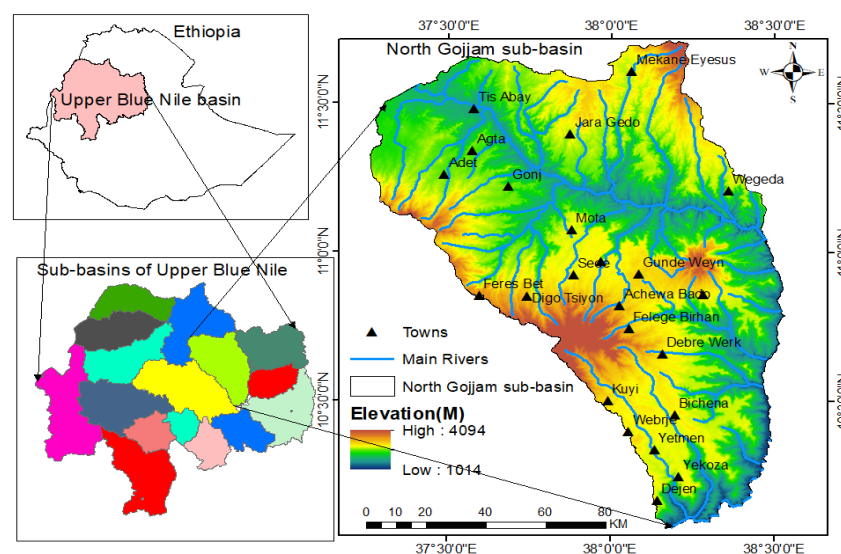 Ethiopia
Upper Blue Nile basin
Sub-basins of Upper Blue Nile
37°30'0"E 38°0'0"E 38°30'0"E
North Gojjam sub-basin
N
W E
S
Mekane Eyesus
11°30'0"N
Tis Abay
Jara Gedo
Agta
Adet
Gonj
Wegeda
Mota
11°0'0"N 11°0'0"N
Sede
Gunde Weyn
Feres Bet
Digo Tsiyon
Achewa Bado
Felege Birhan
Debre Werk
Towns
Main Rivers
North Gojjam sub-basin
Kuyi
Bichena
10°30'0"N
Webrje
Yetmen
Yekoza
Dejen
Elevation(M)
High : 4094
Low : 1014
0 5 10 20 40 60 80
KM
37°30'0"E 38°0'0"E 38°30'0"E